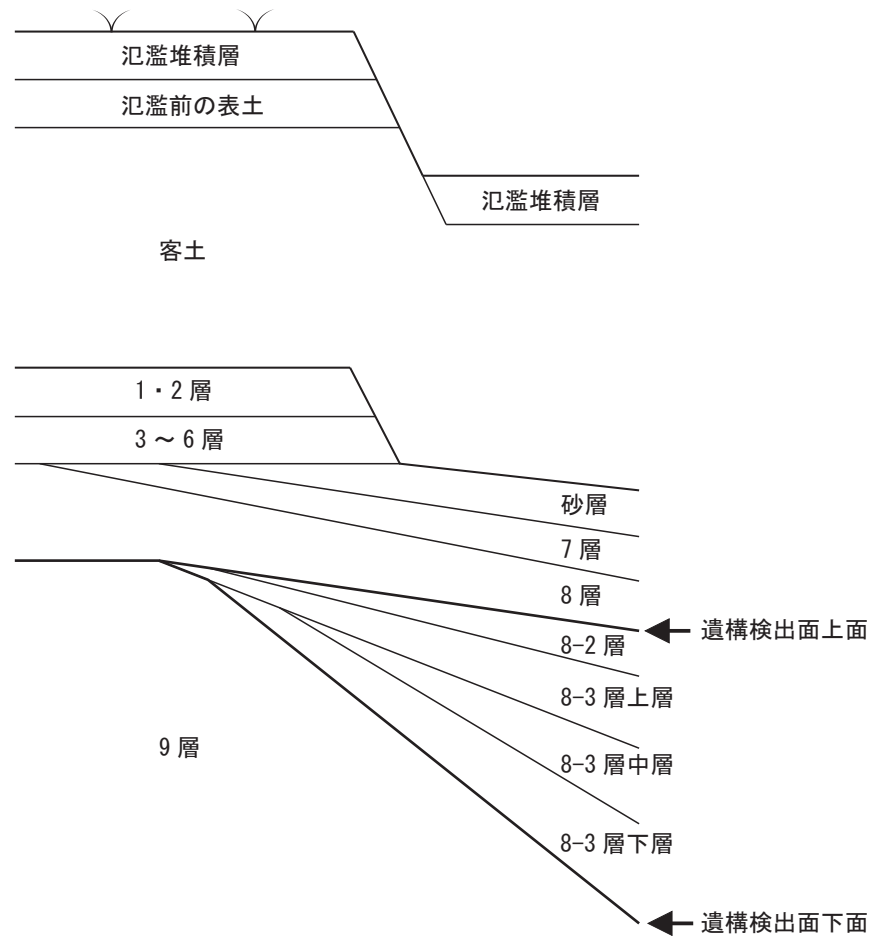 氾濫堆積層
氾濫前の表土
氾濫堆積層
客土
1・2層
3～6層
砂層
7層
8層
遺構検出面上面
8-2層
8-3層上層
9層
8-3層中層
8-3層下層
遺構検出面下面